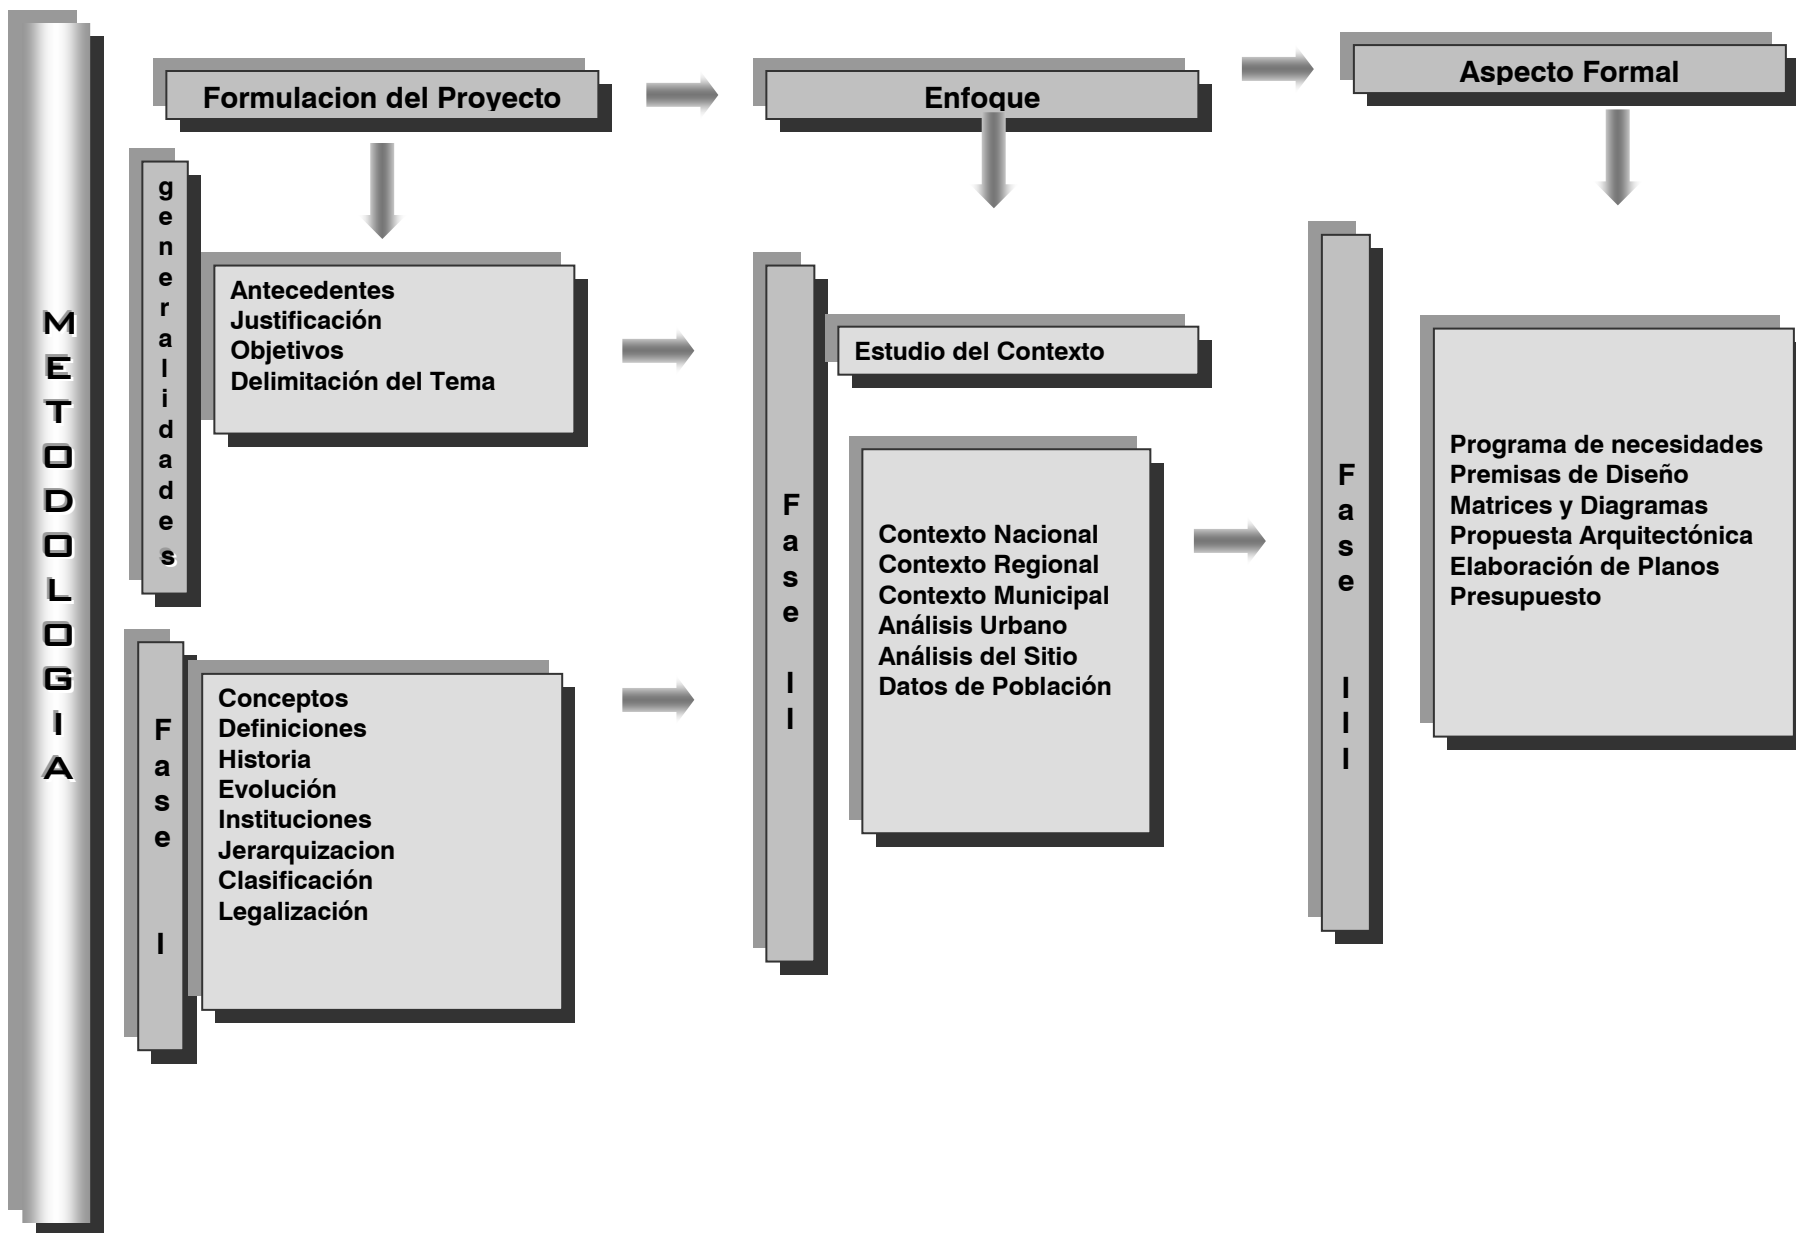 METODOLOGIA
Formulacion del Proyecto
Enfoque
Aspecto Formal
generalidades
Antecedentes
Justificación
Objetivos
Delimitación del Tema
Fase I
Conceptos
Definiciones
Historia
Evolución
Instituciones
Jerarquizacion
Clasificación
Legalización
Fase II
Estudio del Contexto
Contexto Nacional
Contexto Regional
Contexto Municipal
Análisis Urbano
Análisis del Sitio
Datos de Población
Fase III
Programa de necesidades
Premisas de Diseño
Matrices y Diagramas
Propuesta Arquitectónica
Elaboración de Planos
Presupuesto